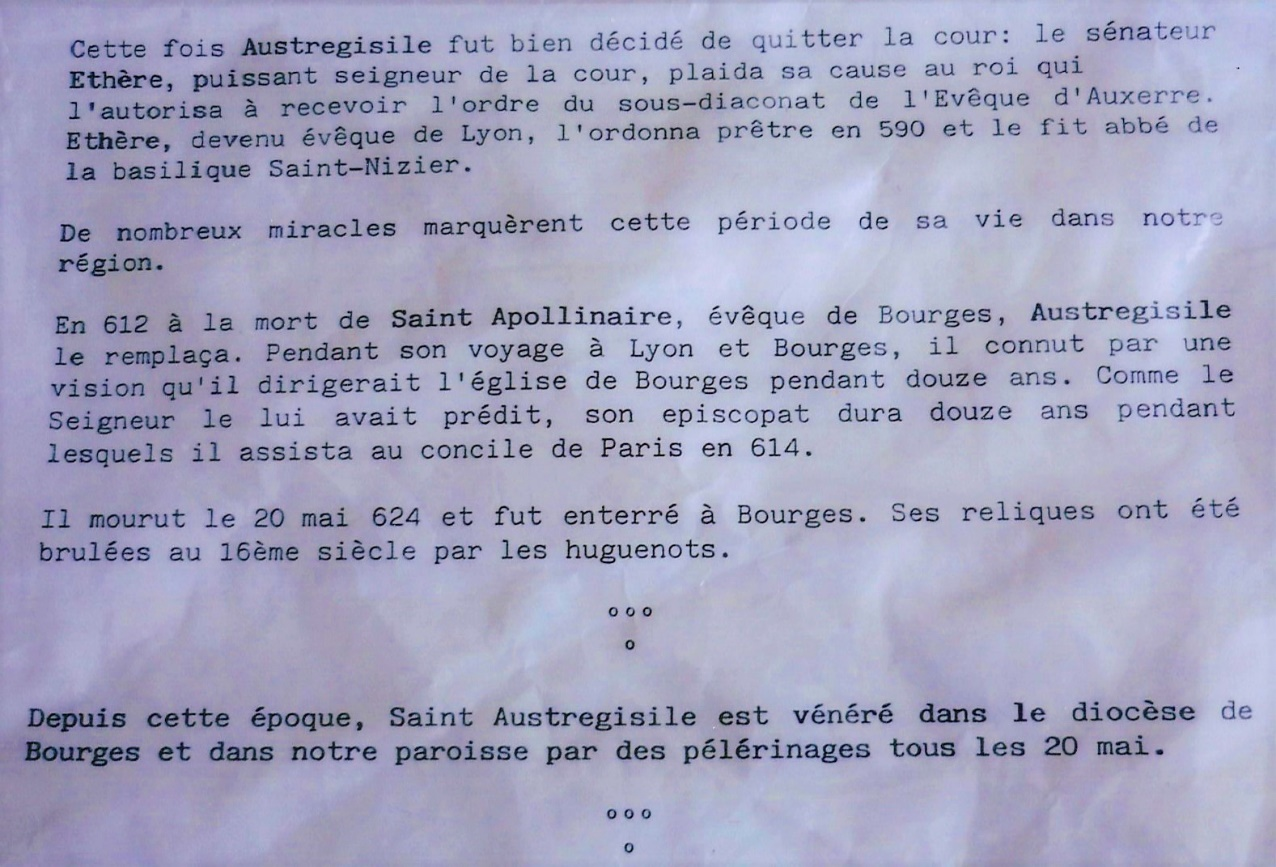 Cette fois Austregisile fut bien décidé de quitter la cour: le sénateur
Ethère, puissant seigneur de la cour, plaida sa cause au roi qui
l'autorisa à recevoir l'ordre du sous-diaconat de l'Evêque d'Auxerre.
Ethère, devenu évêque de Lyon, l'ordonna prêtre en 590 et le fit abbé de
la basilique Saint-Nizier.
De nombreux miracles marquèrent cette période de sa vie dans notre
région.
En 612 à la mort de Saint Apollinaire, évêque de Bourges, Austregisile
le remplaça. Pendant son voyage à Lyon et Bourges, il connut par une
vision qu'il dirigerait l'église de Bourges pendant douze ans. Comme le
Seigneur le lui avait prédit, son episcopat dura douze ans pendant
lesquels il assista au concile de Paris en 614.
Il mourut le 20 mai 624 et fut enterré à Bourges. Ses reliques ont été
brulées au 16ème siècle par les huguenots.
o o o
o
Depuis cette époque, Saint Austregisile est vénéré dans le diocèse de
Bourges et dans notre paroisse par des pélérinages tous les 20 mai.
o o o
o